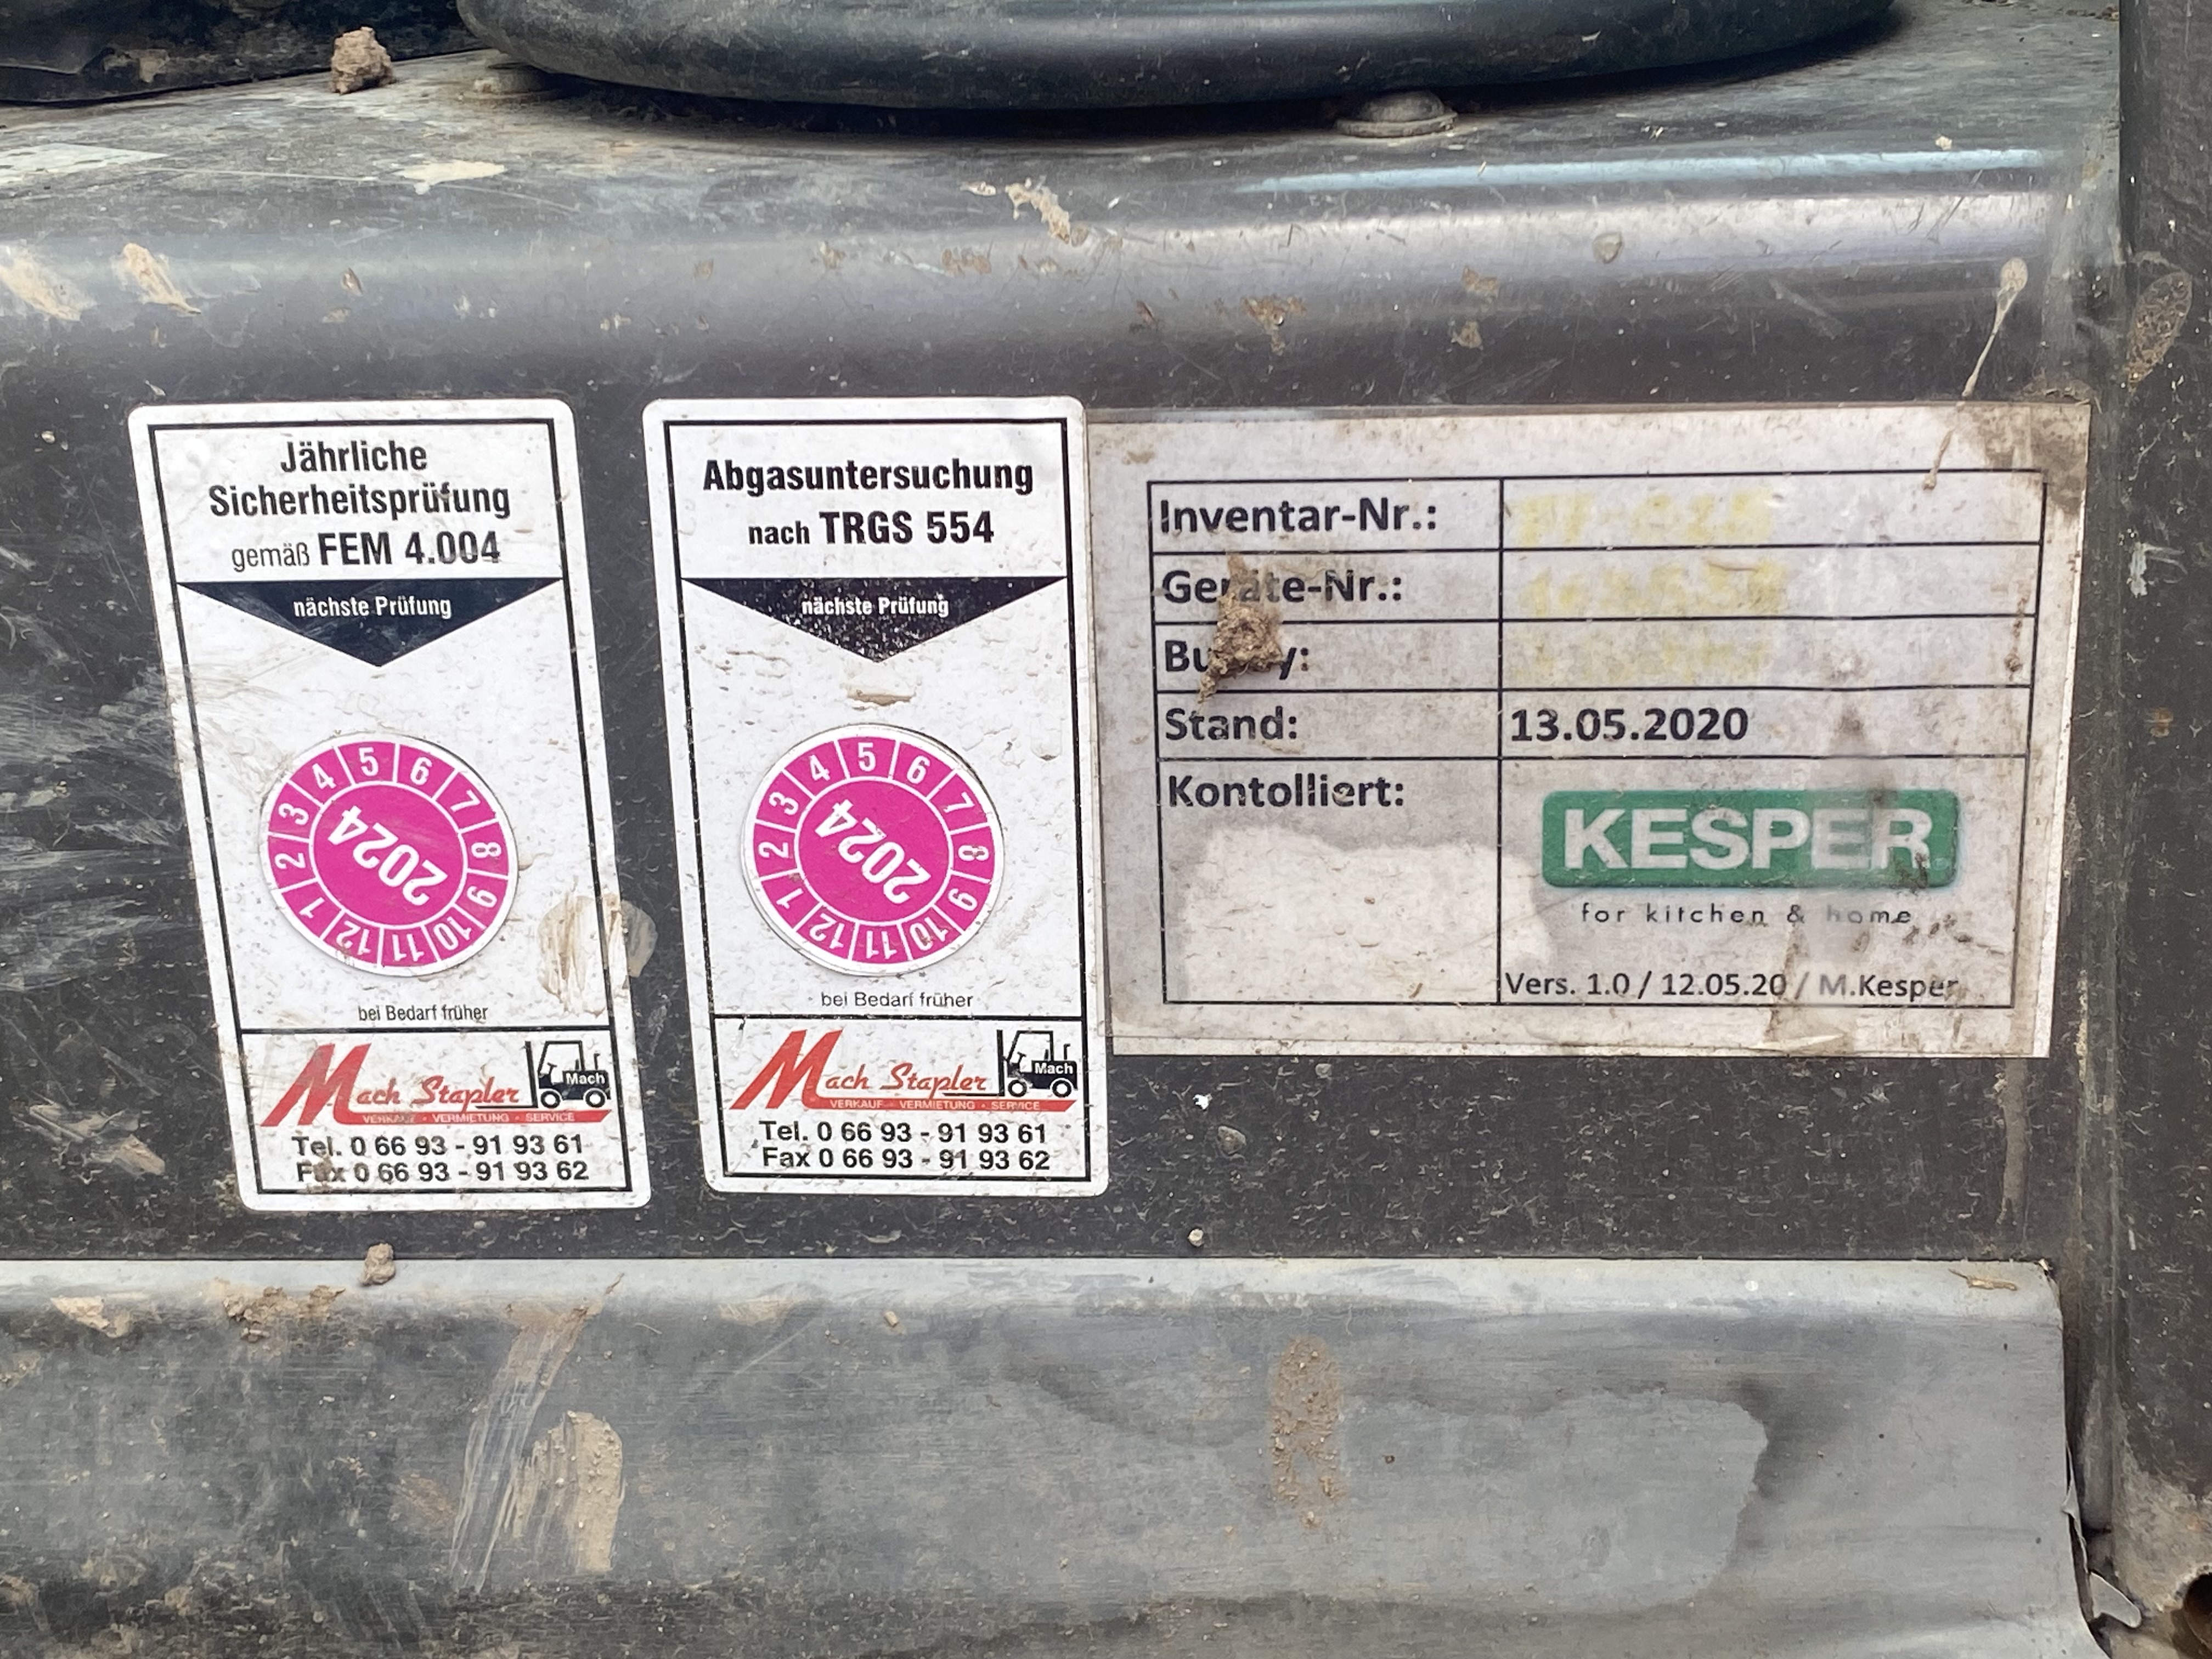 Jährliche
Sicherheitsprüfung
gemäß FEM 4.004
nächste Prüfung
1 2 3 4 5 6 7 8 9 10 11 12
2024
bei Bedarf früher
Mach Stapler
Mach
VERKAUF - VERMIETUNG - SERVICE
Tel. 0 66 93 - 91 93 61
Fax 0 66 93 - 91 93 62
Abgasuntersuchung
nach TRGS 554
nächste Prüfung
1 2 3 4 5 6 7 8 9 10 11 12
2024
bei Bedarf früher
Mach Stapler
Mach
VERKAUF - VERMIETUNG - SERVICE
Tel. 0 66 93 - 91 93 61
Fax 0 66 93 - 91 93 62
Inventar-Nr.:
Geräte-Nr.:
Stand: 13.05.2020
Kontolliert:
KESPER
for kitchen & home
Vers. 1.0 / 12.05.20 / M.Kesper